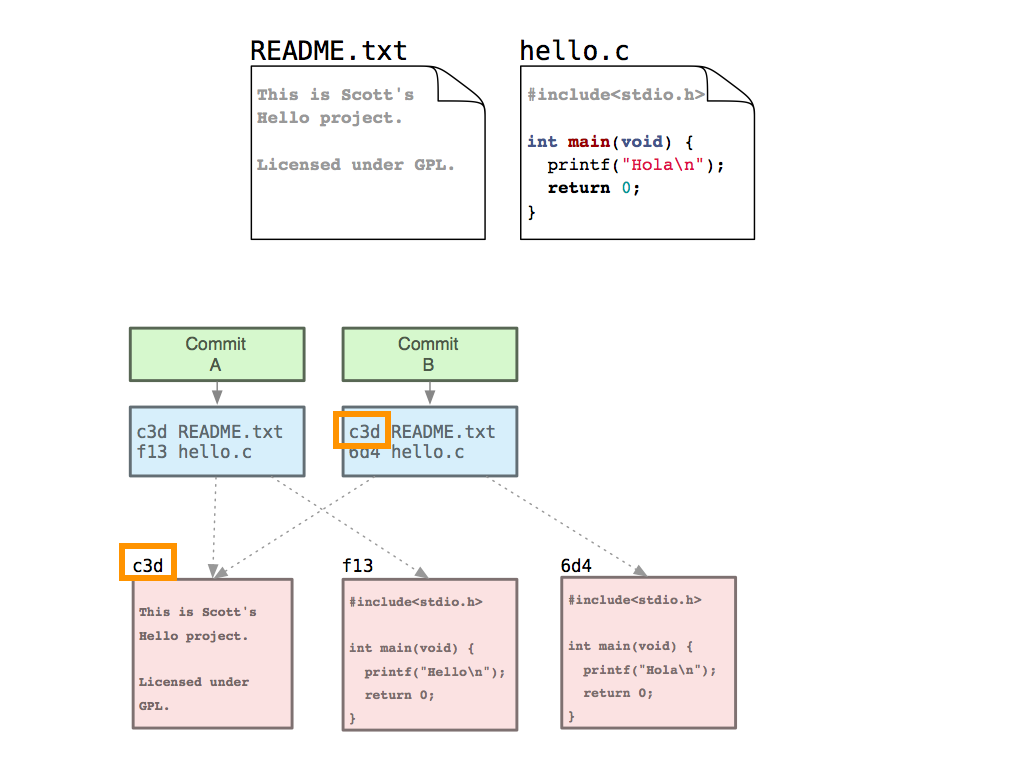 README.txt
This is Scott's
Hello project.
Licensed under GPL.
hello.c
#include<stdio.h>
int main(void) {
  printf("Hola\n");
  return 0;
}
Commit
A
Commit
B
c3d README.txt
f13 hello.c
c3d README.txt
6d4 hello.c
c3d
This is Scott's
Hello project.
Licensed under
GPL.
f13
#include<stdio.h>
int main(void) {
  printf("Hello\n");
  return 0;
}
6d4
#include<stdio.h>
int main(void) {
  printf("Hola\n");
  return 0;
}